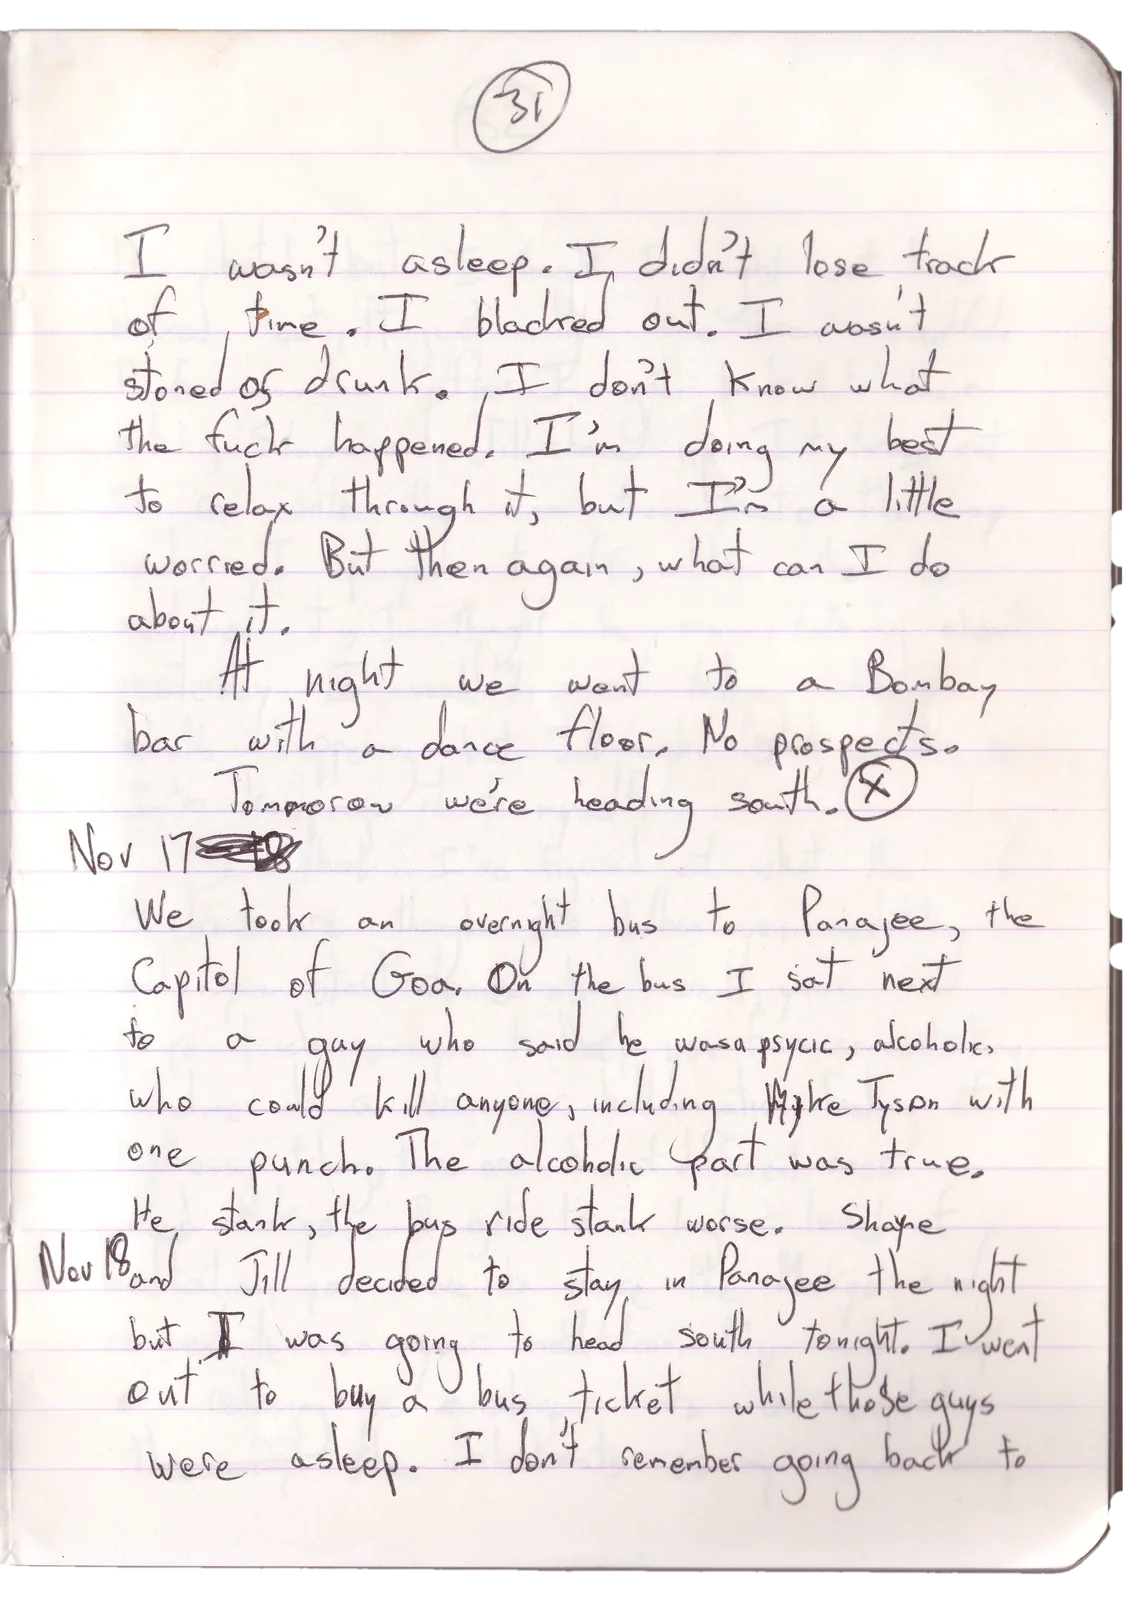 31
I wasn't asleep. I didn't lose track
of time. I blacked out. I wasn't
stoned or drunk. I don't know what
the fuck happened. I'm doing my best
to relax through it, but I'm a little
worried. But then again, what can I do
about it.
At night we went to a Bombay
bar with a dance floor. No prospects.
Tommorow we're heading south. X
Nov 17
We took an overnight bus to Panajee, the
Capitol of Goa. On the bus I sat next
to a guy who said he was a psycic, alcoholic,
who could kill anyone, including Myke Tyson with
one punch. The alcoholic part was true.
He stank, the bus ride stank worse. Shayne
Nov 18 and Jill decided to stay in Panajee the night
but I was going to head south tonight. I went
out to buy a bus ticket while those guys
were asleep. I don't remember going back to